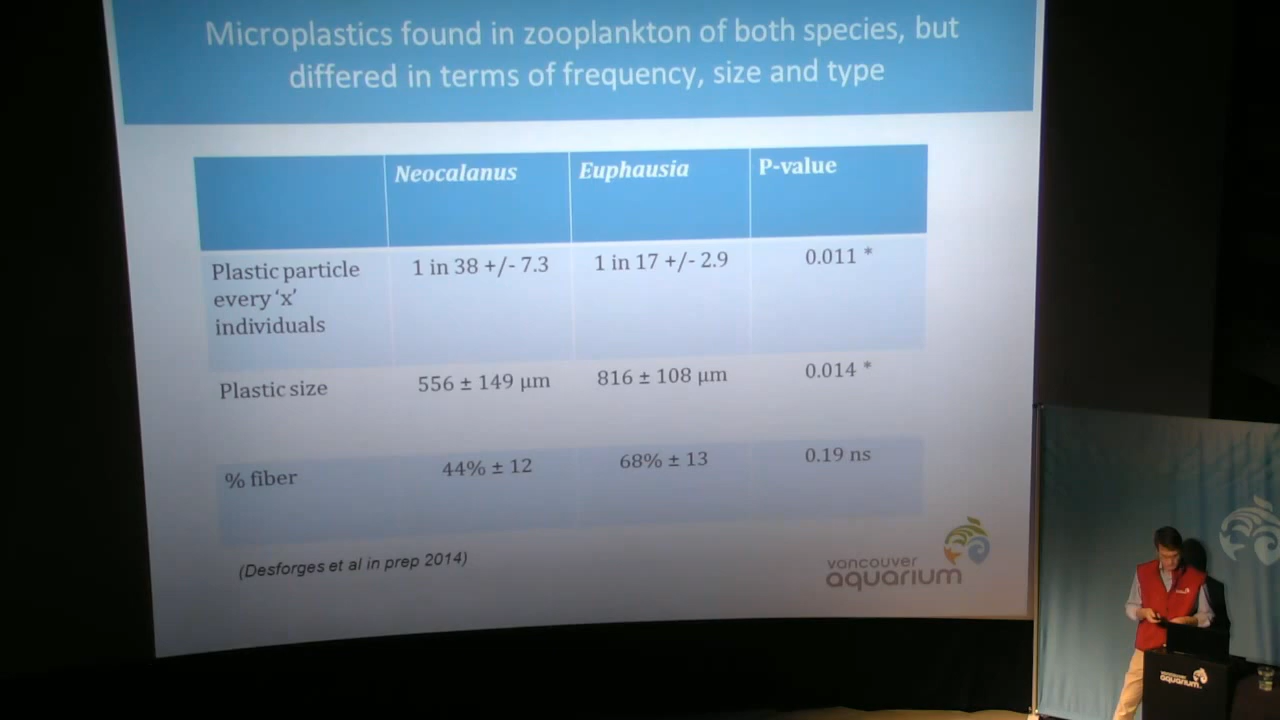 Microplastics found in zooplankton of both species, but
differed in terms of frequency, size and type
Neocalanus Euphausia P-value
Plastic particle
every ‘x’
individuals
1 in 38 +/- 7.3 1 in 17 +/- 2.9 0.011 *
Plastic size 556 ± 149 µm 816 ± 108 µm 0.014 *
% fiber 44% ± 12 68% ± 13 0.19 ns
(Desforges et al in prep 2014)
vancouver
aquarium
VANCOUVER
aquarium